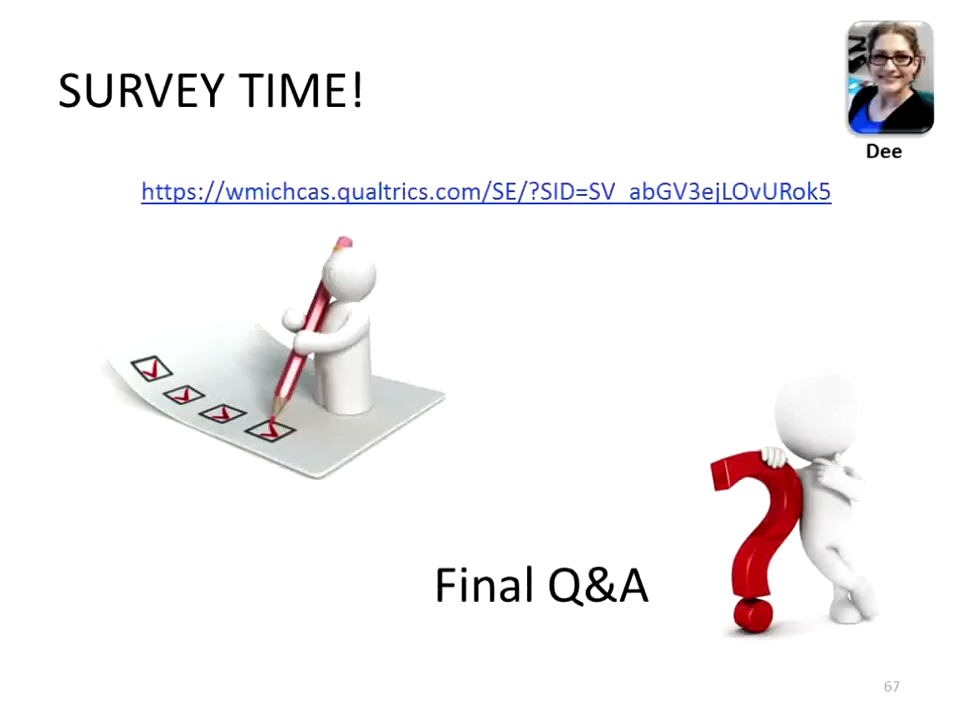 SURVEY TIME!
Dee
https://wmichcas.qualtrics.com/SE/?SID=SV_abGV3ejLOvURok5
Final Q&A
67